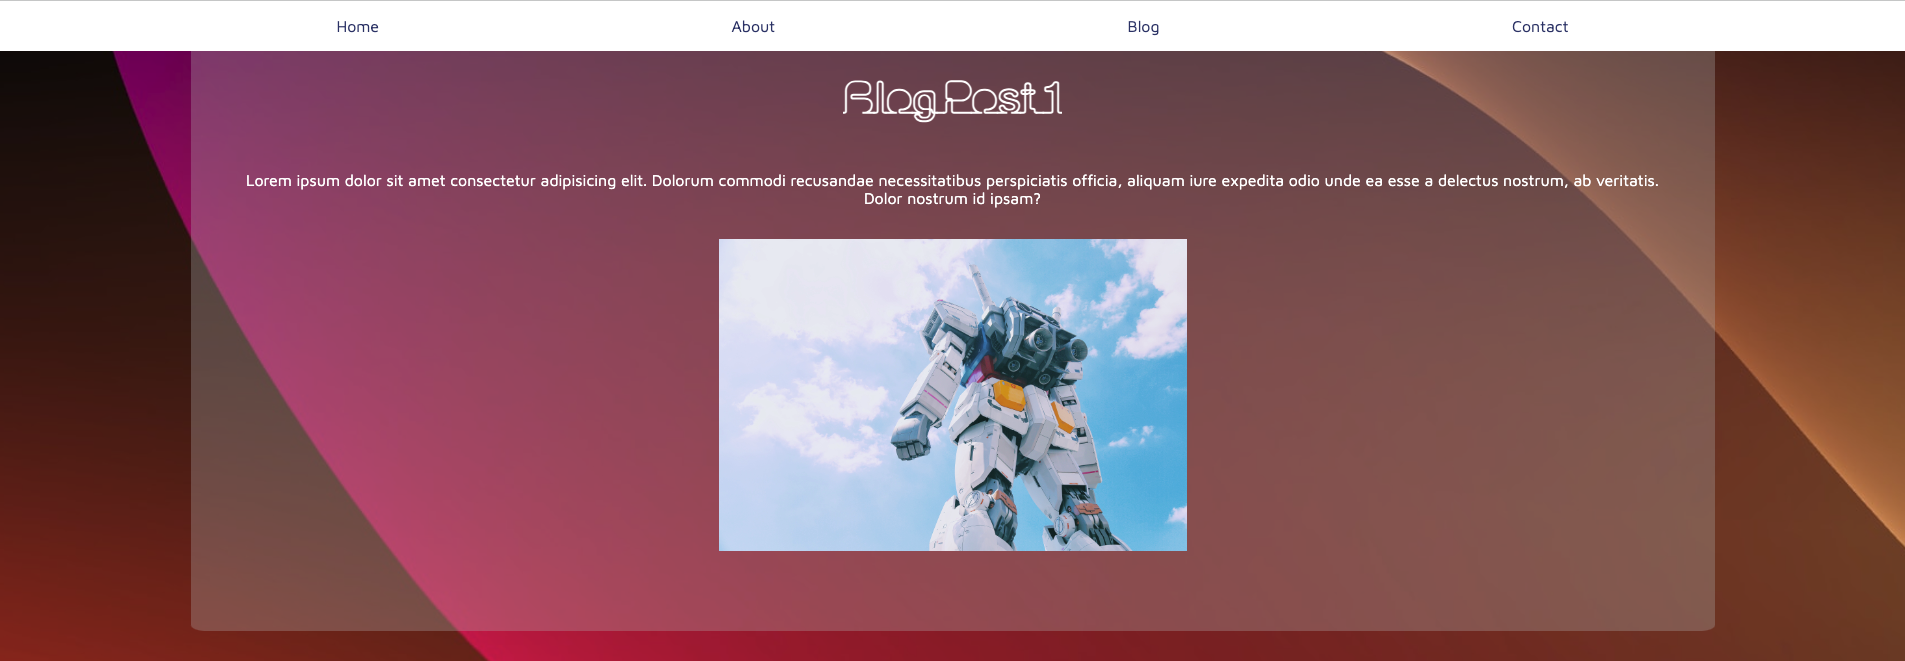 Home About Blog Contact
Blog Post 1
Lorem ipsum dolor sit amet consectetur adipisicing elit. Dolorum commodi recusandae necessitatibus perspiciatis officia, aliquam iure expedita odio unde ea esse a delectus nostrum, ab veritatis.
Dolor nostrum id ipsam?